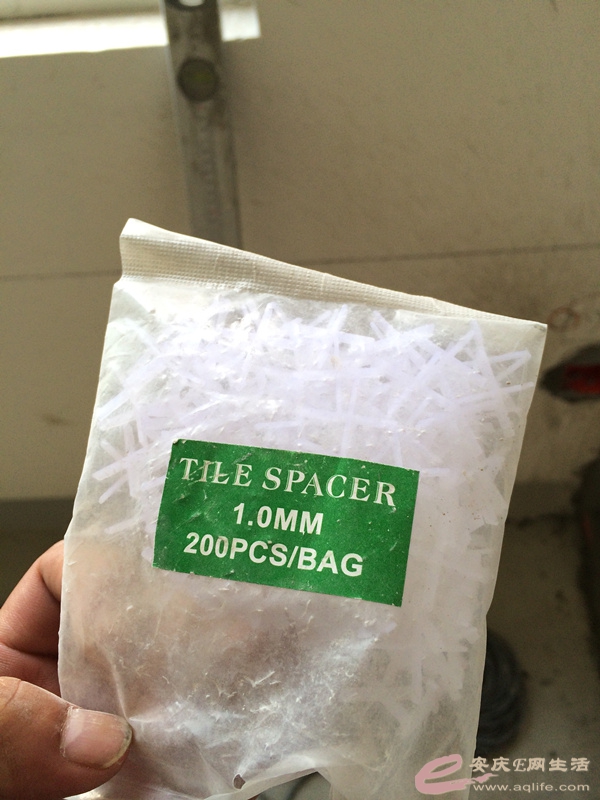 TILE SPACER
1.0MM
200PCS/BAG
e 安庆E网生活
www.aqlife.com